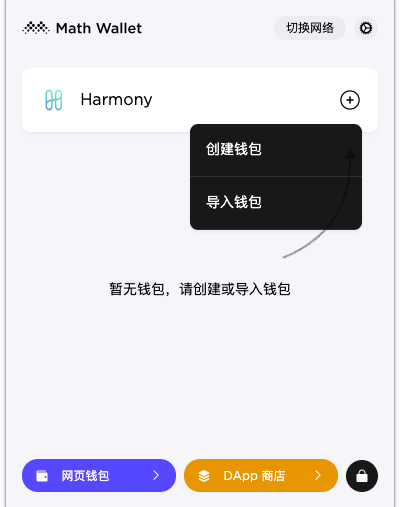 Math Wallet
切换网络
Harmony
创建钱包
导入钱包
暂无钱包，请创建或导入钱包
网页钱包
DApp 商店